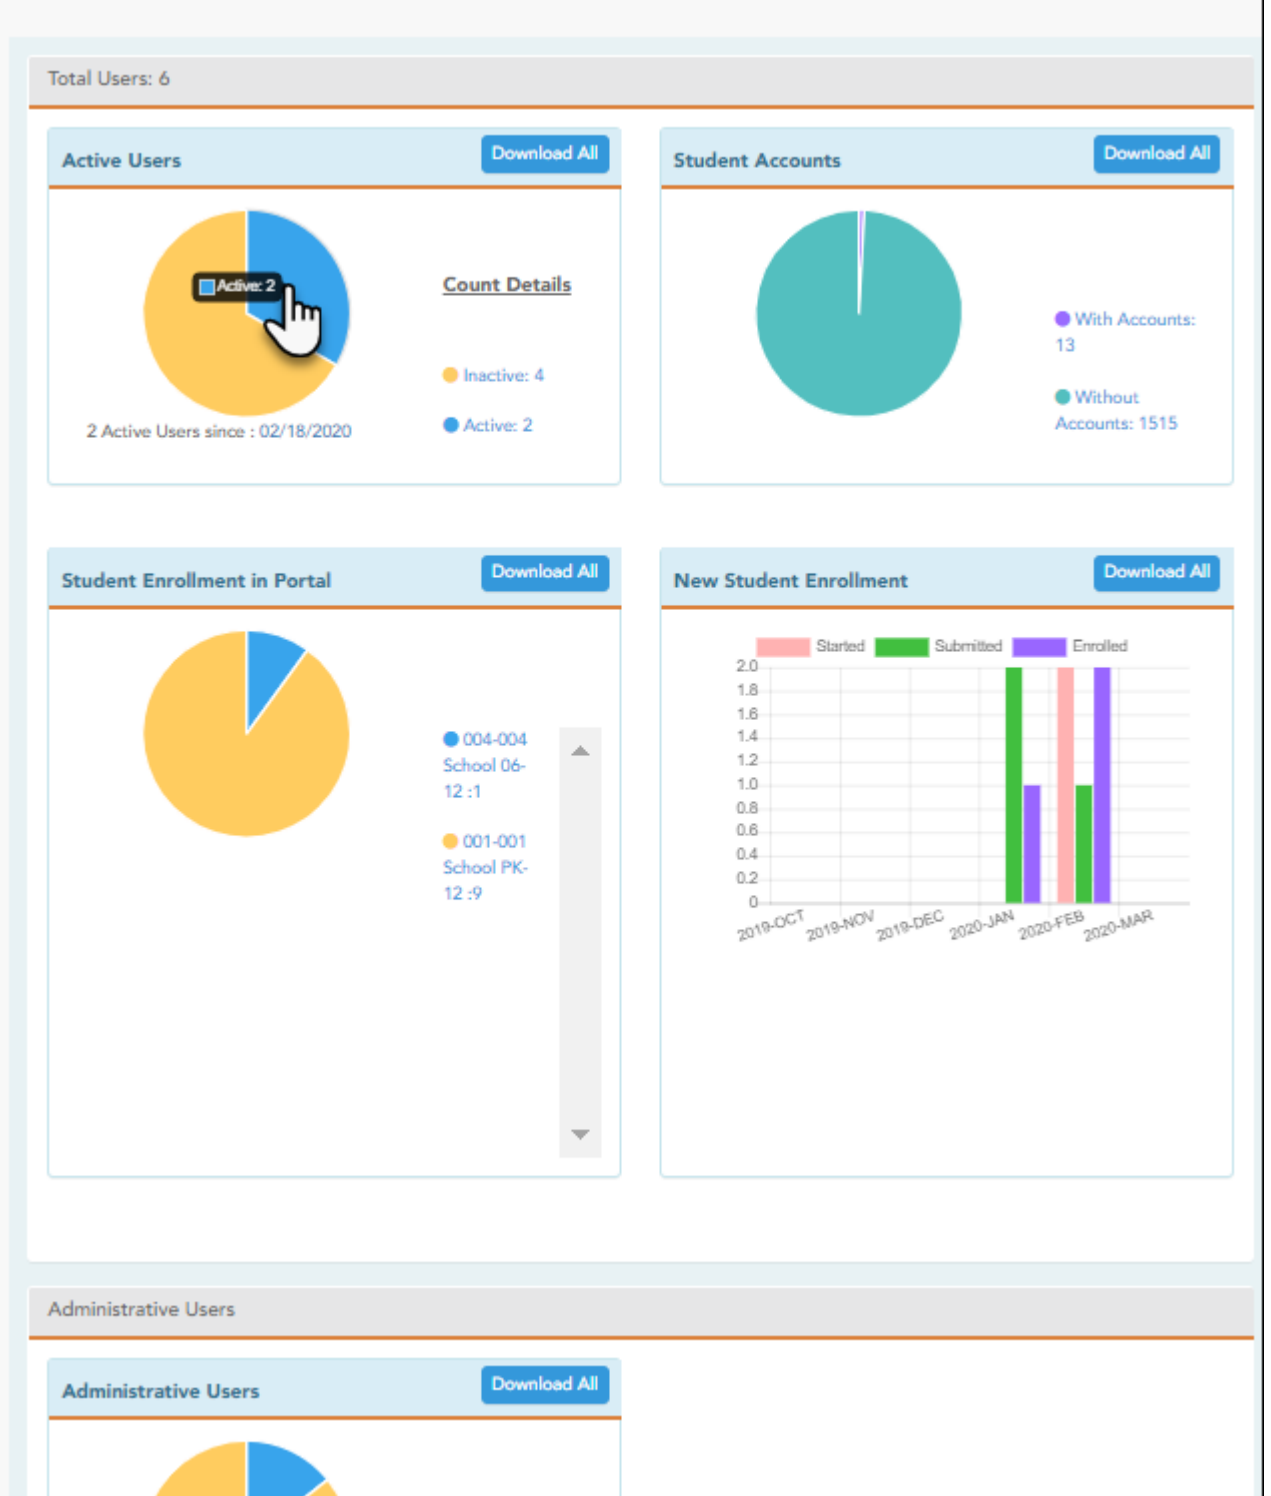 Total Users: 6
Active Users
Download All
Active: 2
Count Details
Inactive: 4
Active: 2
2 Active Users since : 02/18/2020
Student Accounts
Download All
With Accounts:
13
Without
Accounts: 1515
Student Enrollment in Portal
Download All
004-004
School 06-
12 :1
001-001
School PK-
12 :9
New Student Enrollment
Download All
Started Submitted Enrolled
2.0
1.8
1.6
1.4
1.2
1.0
0.8
0.6
0.4
0.2
0
2019-OCT 2019-NOV 2019-DEC 2020-JAN 2020-FEB 2020-MAR
Administrative Users
Administrative Users
Download All